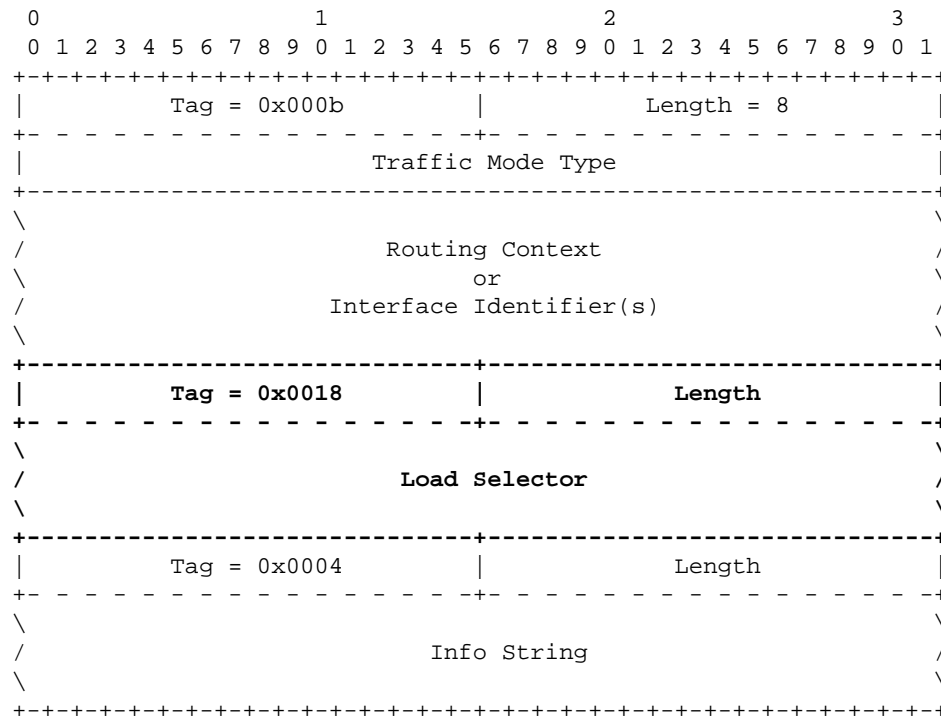 0                   1                   2                   3
 0 1 2 3 4 5 6 7 8 9 0 1 2 3 4 5 6 7 8 9 0 1 2 3 4 5 6 7 8 9 0 1
+-+-+-+-+-+-+-+-+-+-+-+-+-+-+-+-+-+-+-+-+-+-+-+-+-+-+-+-+-+-+-+-+
|          Tag = 0x000b         |           Length = 8          |
+- - - - - - - - - - - - - - - -+- - - - - - - - - - - - - - - -+
|                        Traffic Mode Type                      |
+---------------------------------------------------------------+
\                                                               \
/                         Routing Context                       /
\                               or                              \
/                     Interface Identifier(s)                   /
\                                                               \
+-------------------------------+-------------------------------+
|          Tag = 0x0018         |             Length            |
+- - - - - - - - - - - - - - - -+- - - - - - - - - - - - - - - -+
\                                                               \
/                          Load Selector                        /
\                                                               \
+-------------------------------+-------------------------------+
|          Tag = 0x0004         |             Length            |
+- - - - - - - - - - - - - - - -+- - - - - - - - - - - - - - - -+
\                                                               \
/                            Info String                        /
\                                                               \
+-+-+-+-+-+-+-+-+-+-+-+-+-+-+-+-+-+-+-+-+-+-+-+-+-+-+-+-+-+-+-+-+